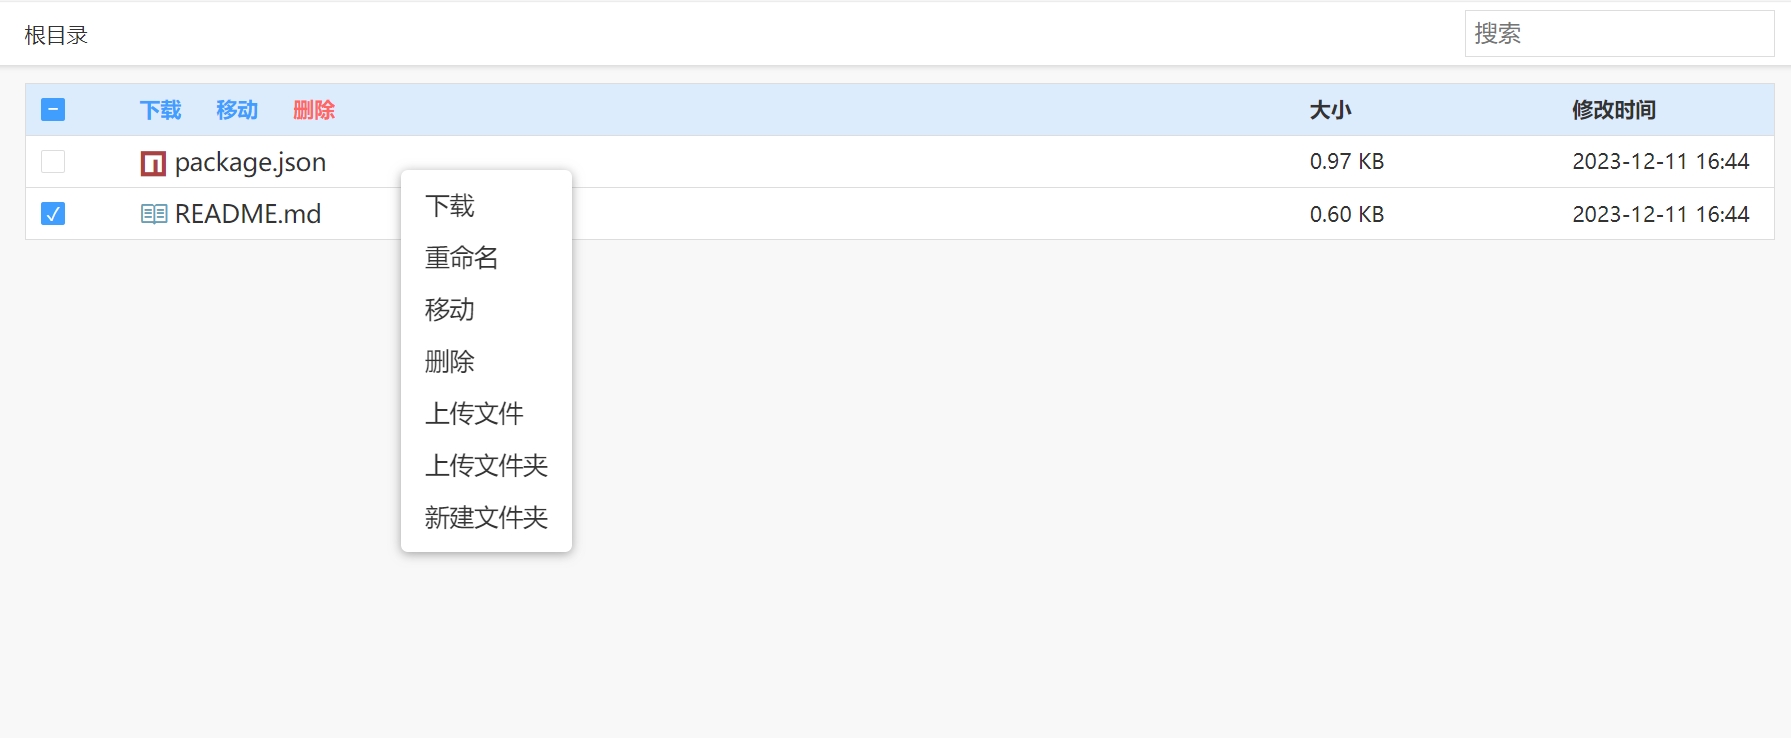 根目录
搜索
下载 移动 删除 大小 修改时间
package.json 0.97 KB 2023-12-11 16:44
README.md 0.60 KB 2023-12-11 16:44
下载
重命名
移动
删除
上传文件
上传文件夹
新建文件夹